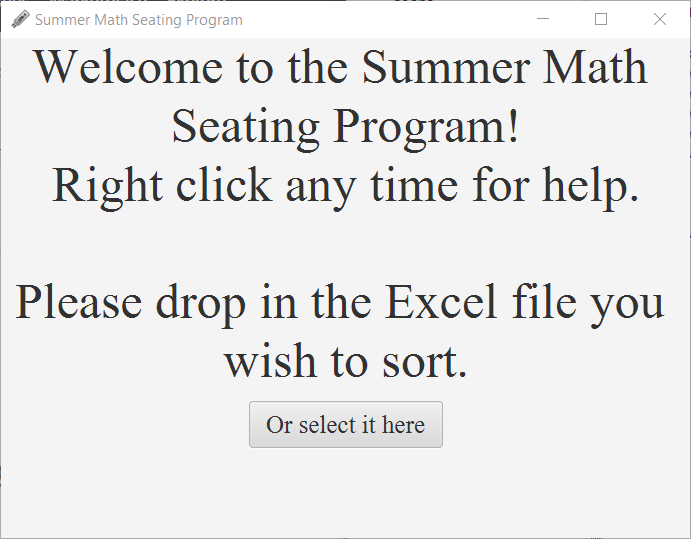 Summer Math Seating Program
Welcome to the Summer Math
Seating Program!
Right click any time for help.
Please drop in the Excel file you
wish to sort.
Or select it here